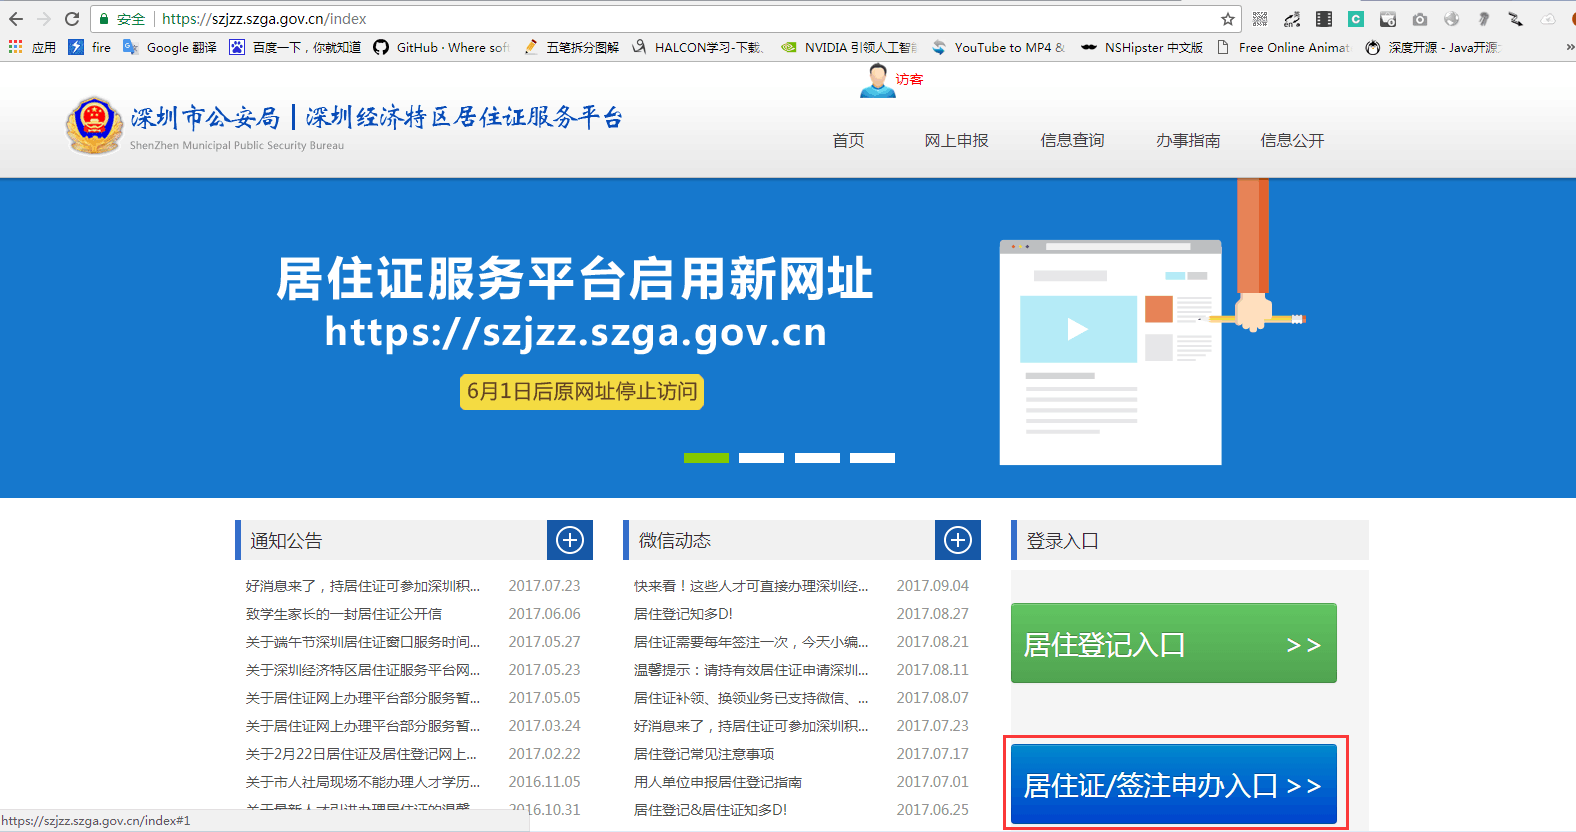 安全 https://szjzz.szga.gov.cn/index
应用 fire Google 翻译 百度一下，你就知道 GitHub · Where sof 五笔拆分图解 HALCON学习-下载 NVIDIA 引领人工智能 YouTube to MP4 & NSHipster 中文版 Free Online Animat 深度开源 - Java开源 »
访客
深圳市公安局 | 深圳经济特区居住证服务平台
ShenZhen Municipal Public Security Bureau
首页 网上申报 信息查询 办事指南 信息公开
居住证服务平台启用新网址
https://szjzz.szga.gov.cn
6月1日后原网址停止访问
通知公告
好消息来了，持居住证可参加深圳积... 2017.07.23
致学生家长的一封居住证公开信 2017.06.06
关于端午节深圳居住证窗口服务时间... 2017.05.27
关于深圳经济特区居住证服务平台网... 2017.05.23
关于居住证网上办理平台部分服务暂... 2017.05.05
关于居住证网上办理平台部分服务暂... 2017.03.24
关于2月22日居住证及居住登记网上... 2017.02.22
关于市人社局现场不能办理人才学历... 2016.11.05
关于最新人才引进办理居住证的温馨 2016.10.31
微信动态
快来看！这些人才可直接办理深圳经... 2017.09.04
居住登记知多D! 2017.08.27
居住证需要每年签注一次，今天小编... 2017.08.21
温馨提示：请持有效居住证申请深圳... 2017.08.11
居住证补领、换领业务已支持微信、... 2017.08.07
好消息来了，持居住证可参加深圳积... 2017.07.23
居住登记常见注意事项 2017.07.17
用人单位申报居住登记指南 2017.07.01
居住登记&居住证知多D! 2017.06.25
登录入口
居住登记入口 >>
居住证/签注申办入口 >>
https://szjzz.szga.gov.cn/index#1